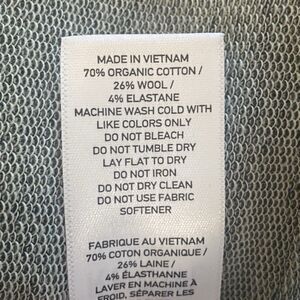 MADE IN VIETNAM
70% ORGANIC COTTON /
26% WOOL /
4% ELASTANE
MACHINE WASH COLD WITH
LIKE COLORS ONLY
DO NOT BLEACH
DO NOT TUMBLE DRY
LAY FLAT TO DRY
DO NOT IRON
DO NOT DRY CLEAN
DO NOT USE FABRIC
SOFTENER
FABRIQUE AU VIETNAM
70% COTON ORGANIQUE /
26% LAINE /
4% ÉLASTHANNE
LAVER EN MACHINE À
FROID, SÉPARER LES